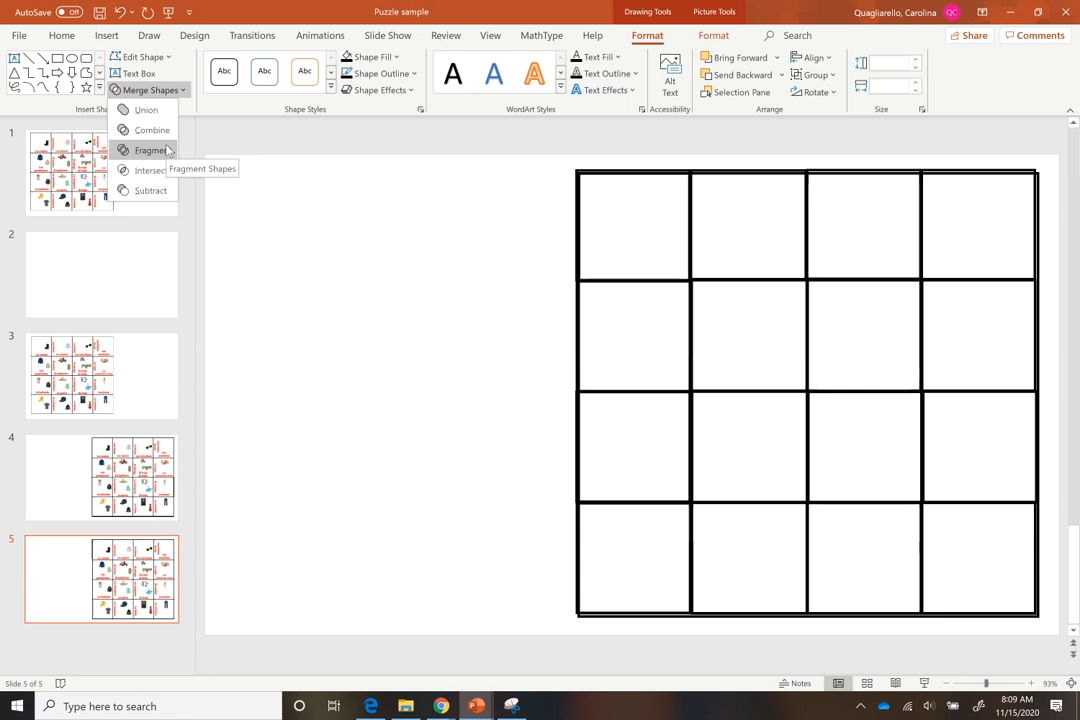 AutoSave Off
Puzzle sample
Drawing Tools
Picture Tools
Quagliarello, Carolina
QC
File
Home
Insert
Draw
Design
Transitions
Animations
Slide Show
Review
View
MathType
Help
Format
Format
Search
Share
Comments
Edit Shape
Text Box
Merge Shapes
Insert Sha
Abc
Abc
Abc
Shape Fill
Shape Outline
Shape Effects
Shape Styles
A A A
Text Fill
Text Outline
Text Effects
WordArt Styles
Alt
Text
Accessibility
Bring Forward
Send Backward
Selection Pane
Align
Group
Rotate
Arrange
Size
Union
Combine
Fragmen
Intersect
Subtract
Fragment Shapes
1
2
3
4
5
Slide 5 of 5
Notes
93%
Type here to search
8:09 AM
11/15/2020